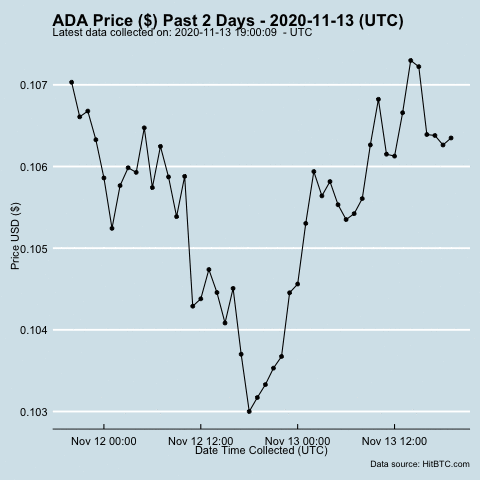 ADA Price ($) Past 2 Days - 2020-11-13 (UTC)
Latest data collected on: 2020-11-13 19:00:09 - UTC
0.107
0.106
0.105
0.104
0.103
Price USD ($)
Nov 12 00:00
Nov 12 12:00
Nov 13 00:00
Nov 13 12:00
Date Time Collected (UTC)
Data source: HitBTC.com